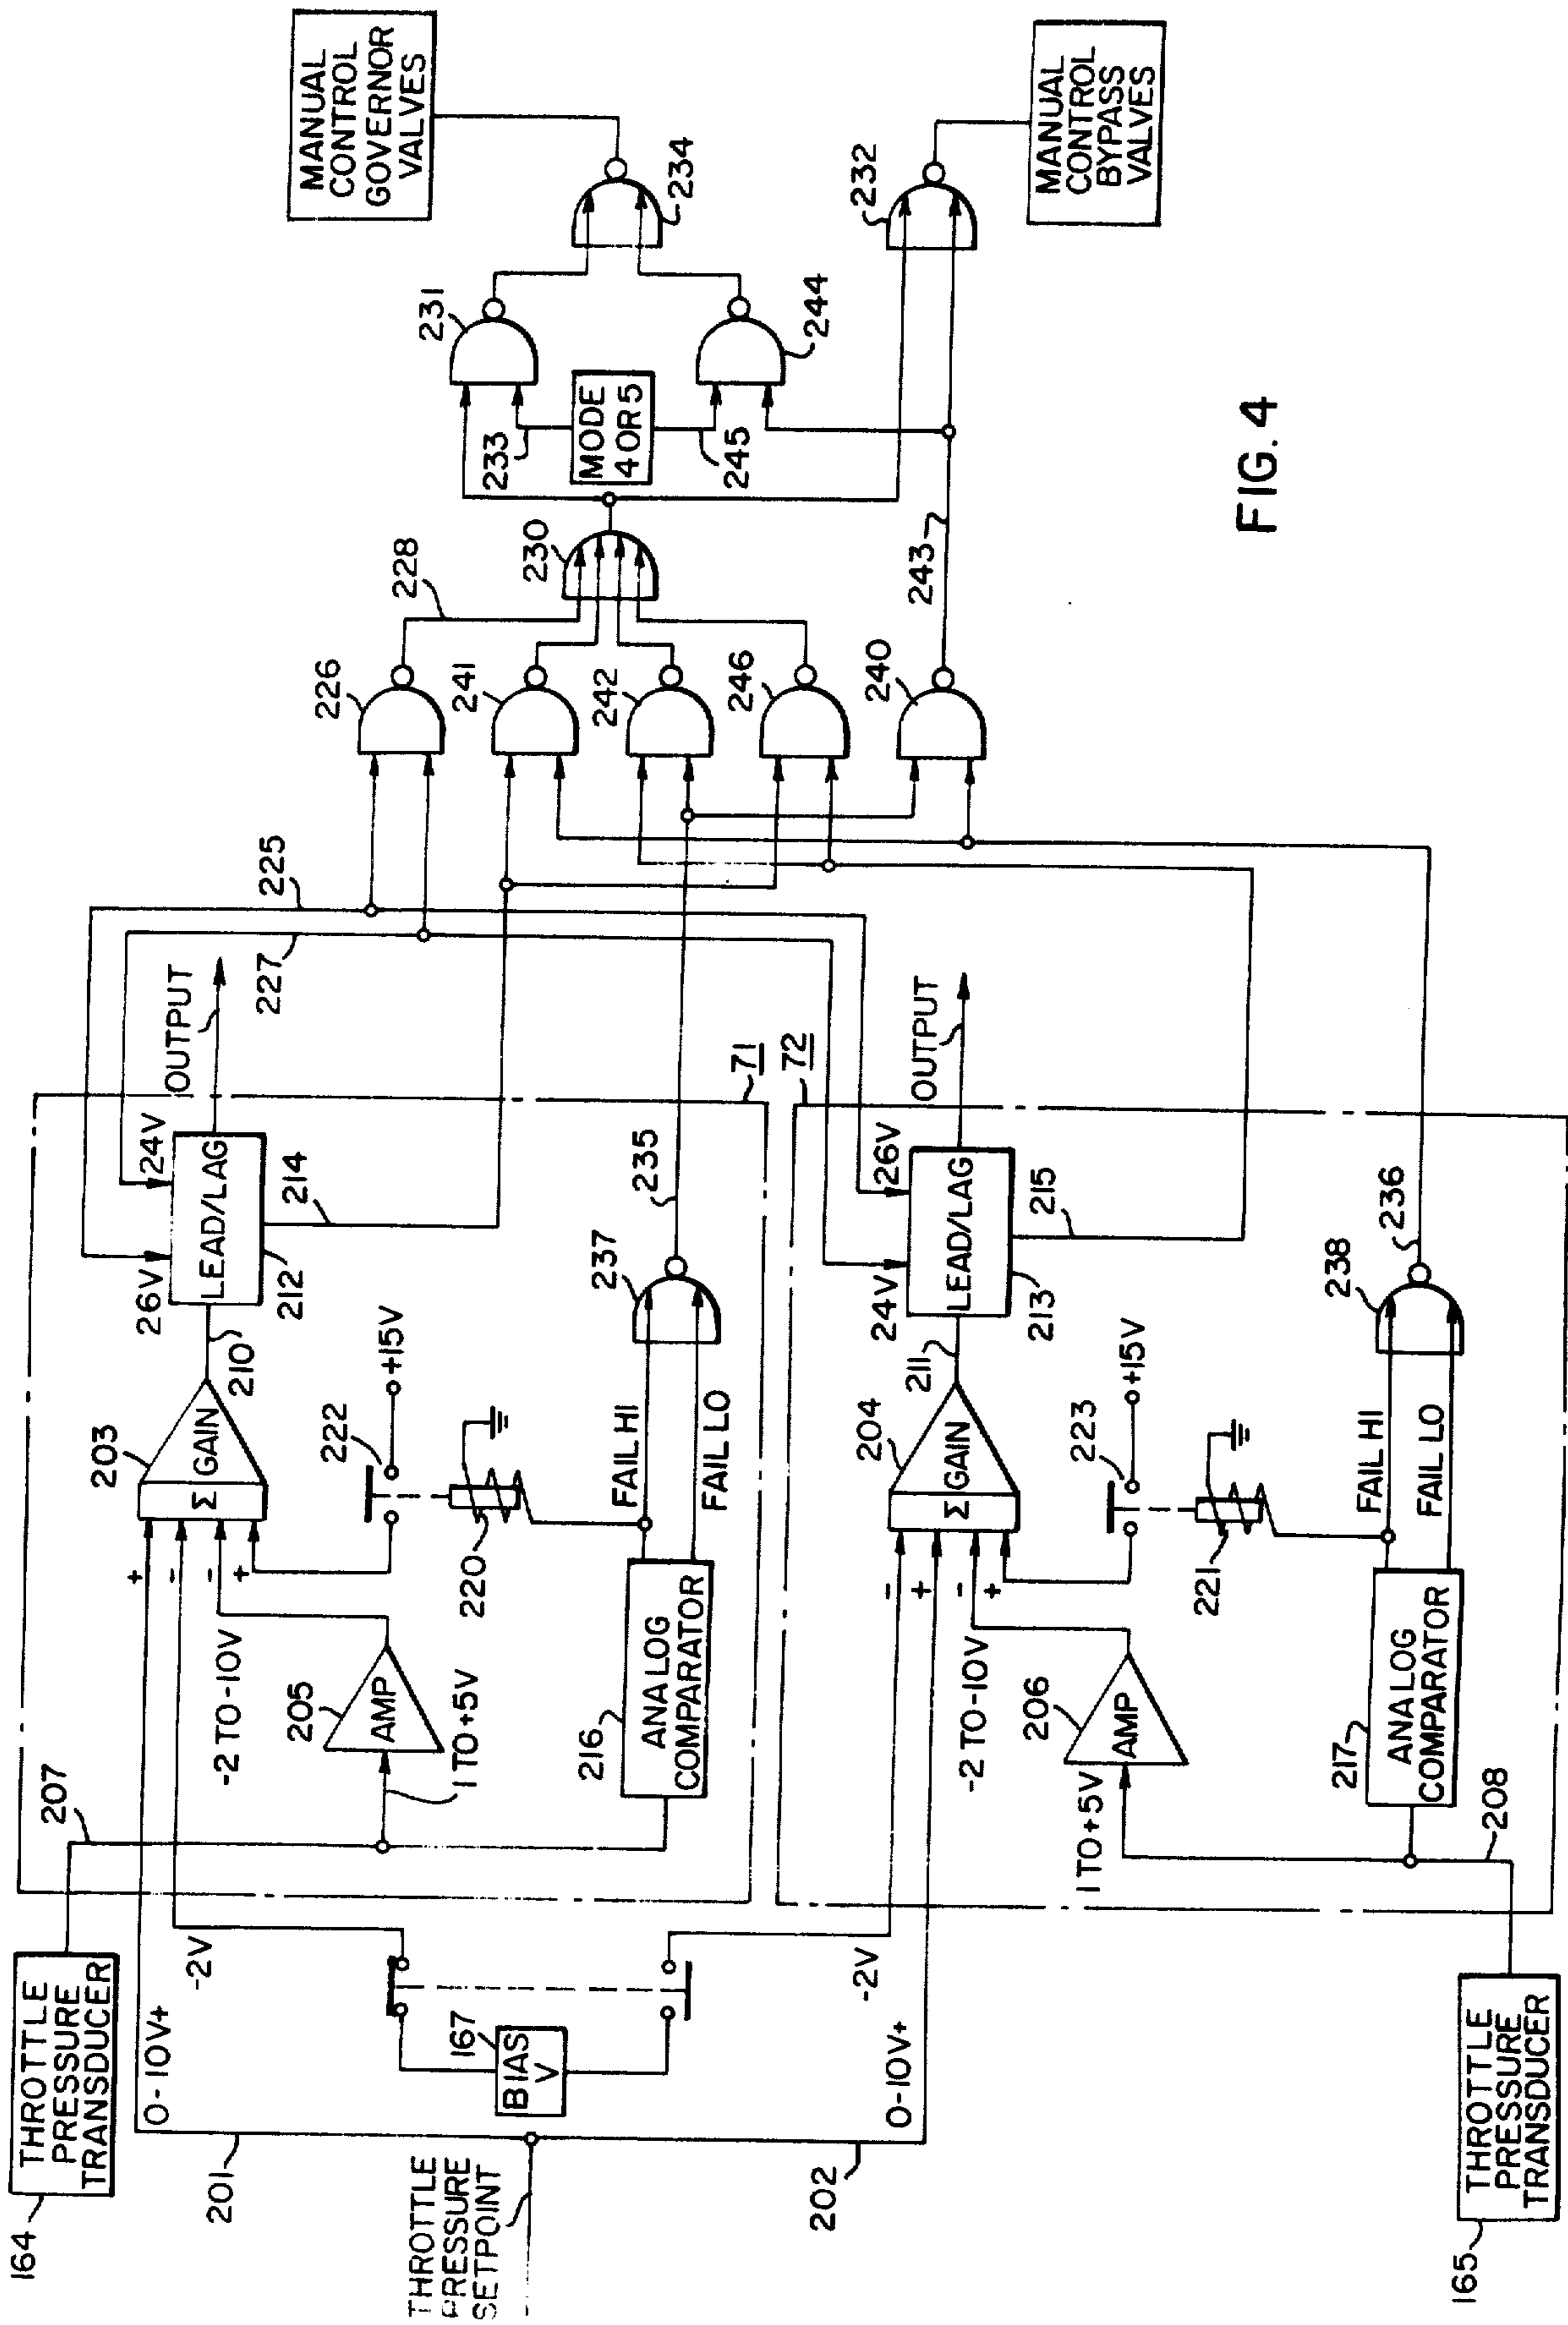 164
THROTTLE
PRESSURE
TRANSDUCER
207
0-10V+
-2V
201
THROTTLE
PRESSURE
SETPOINT
167
BIAS
V
202
0-10V+
-2V
165
THROTTLE
PRESSURE
TRANSDUCER
208
+
-
-
+
Σ
GAIN
203
-2 TO-10V
205
AMP
1 TO+5V
216
ANALOG
COMPARATOR
220
222
+15V
FAIL HI
FAIL LO
237
235
210
26V
24V
LEAD/LAG
212
214
OUTPUT
71
72
-
+
-
+
Σ
GAIN
204
-2 TO-10V
206
AMP
1 TO+5V
217
ANALOG
COMPARATOR
221
223
+15V
FAIL HI
FAIL LO
238
236
211
24V
26V
LEAD/LAG
213
215
OUTPUT
225
227
226
241
242
246
240
228
230
243
233
MODE
4 OR 5
245
231
244
234
232
MANUAL
CONTROL
GOVERNOR
VALVES
MANUAL
CONTROL
BYPASS
VALVES
FIG. 4